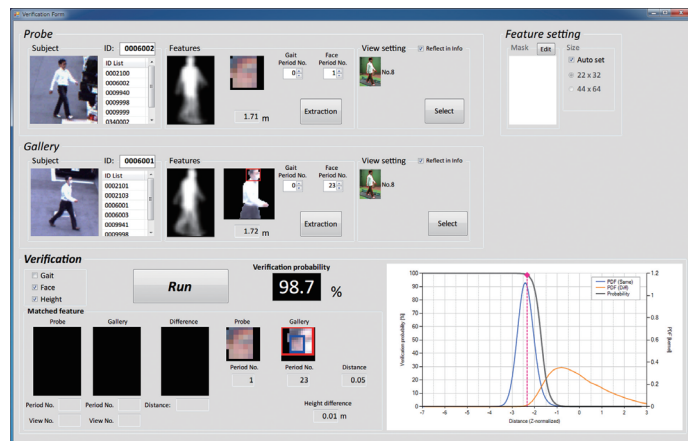 Verification Form
Probe
Subject ID: 0006002 Features
ID List
0002100
0006002
0009940
0009998
0009999
0340002
Gait Period No. Face Period No.
0 1
1.71 m
Extraction
View setting Reflect in Info
No.8
Select
Feature setting
Mask Edit Size
Auto set
22 x 32
44 x 64
Gallery
Subject ID: 0006001 Features
ID List
0002101
0002103
0006001
0006003
0009941
0009998
Gait Period No. Face Period No.
0 23
1.72 m
Extraction
View setting Reflect in Info
No.8
Select
Verification
Gait
Face
Height
Run
Verification probability
98.7 %
Matched feature
Probe Gallery Difference Probe Gallery
Period No. Period No. Distance
1 23 0.05
Period No. Period No. Distance:
View No. View No.
Height difference
0.01 m
PDF (Same)
PDF (Diff)
Probability
Verification probability [%]
100
90
80
70
60
50
40
30
20
10
0
-7 -6 -5 -4 -3 -2 -1 0 1 2 3
Distance (Z-normalized)
1.2
1
0.8
0.6
0.4
0.2
0